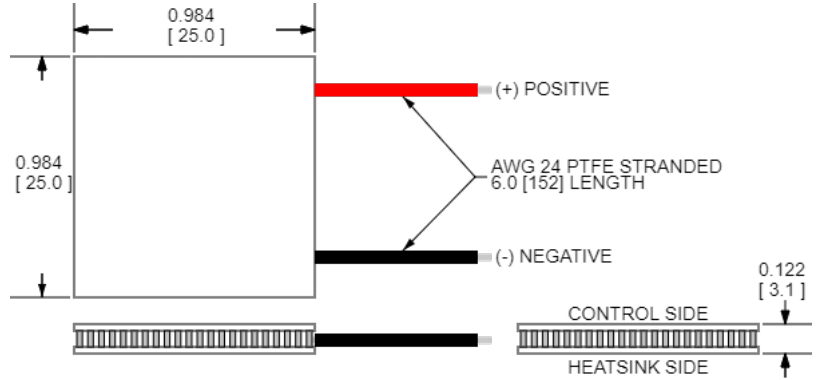 0.984
[ 25.0 ]
(+) POSITIVE
0.984
[ 25.0 ]
AWG 24 PTFE STRANDED
6.0 [152] LENGTH
(-) NEGATIVE
0.122
[ 3.1 ]
CONTROL SIDE
HEATSINK SIDE